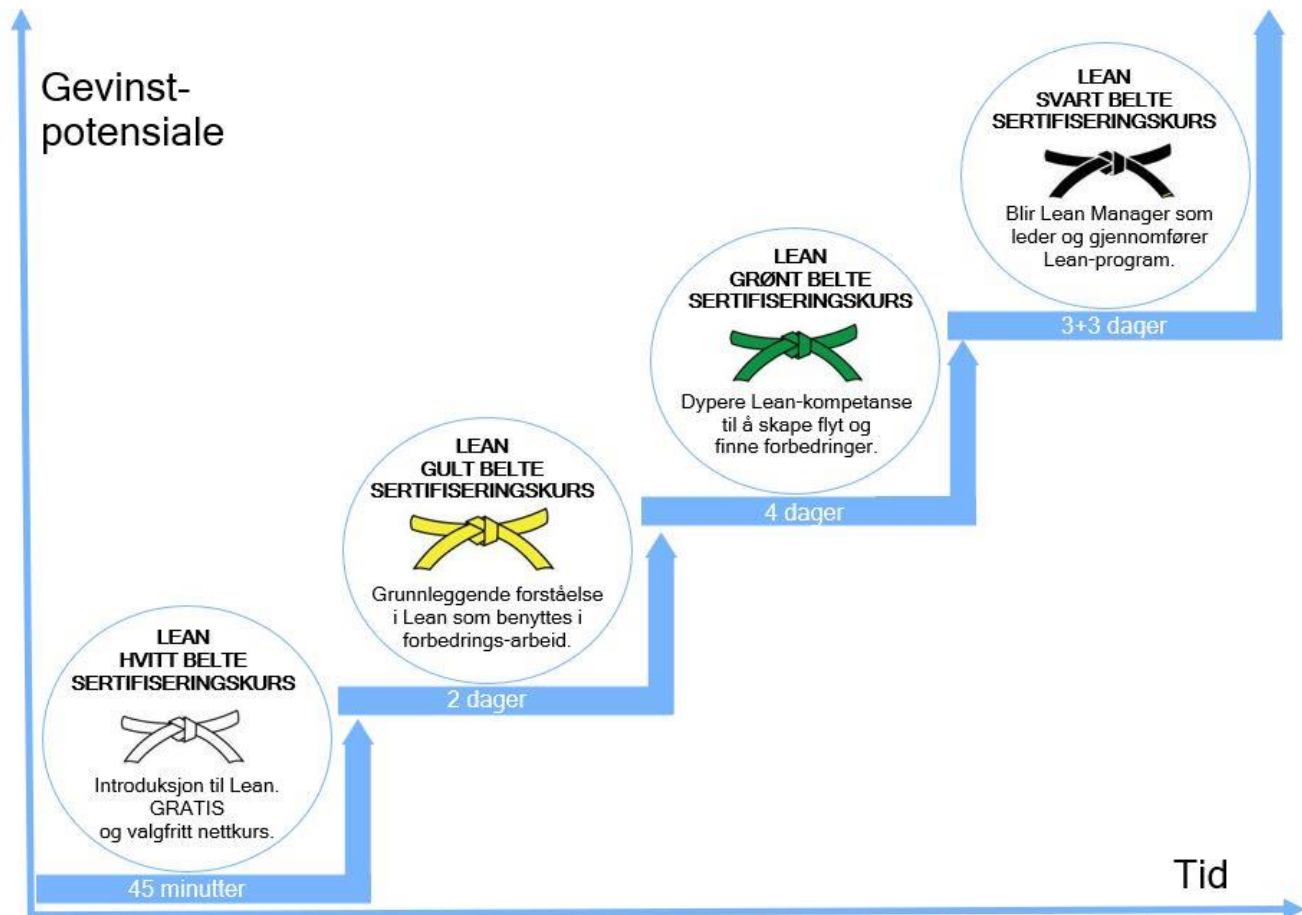 Gevinst-
potensiale
LEAN
SVART BELTE
SERTIFISERINGSKURS
Blir Lean Manager som
leder og gjennomfører
Lean-program.
3+3 dager
LEAN
GRØNT BELTE
SERTIFISERINGSKURS
Dypere Lean-kompetanse
til å skape flyt og
finne forbedringer.
4 dager
LEAN
GULT BELTE
SERTIFISERINGSKURS
Grunnleggende forståelse
i Lean som benyttes i
forbedrings-arbeid.
2 dager
LEAN
HVITT BELTE
SERTIFISERINGSKURS
Introduksjon til Lean.
GRATIS
og valgfritt nettkurs.
45 minutter
Tid